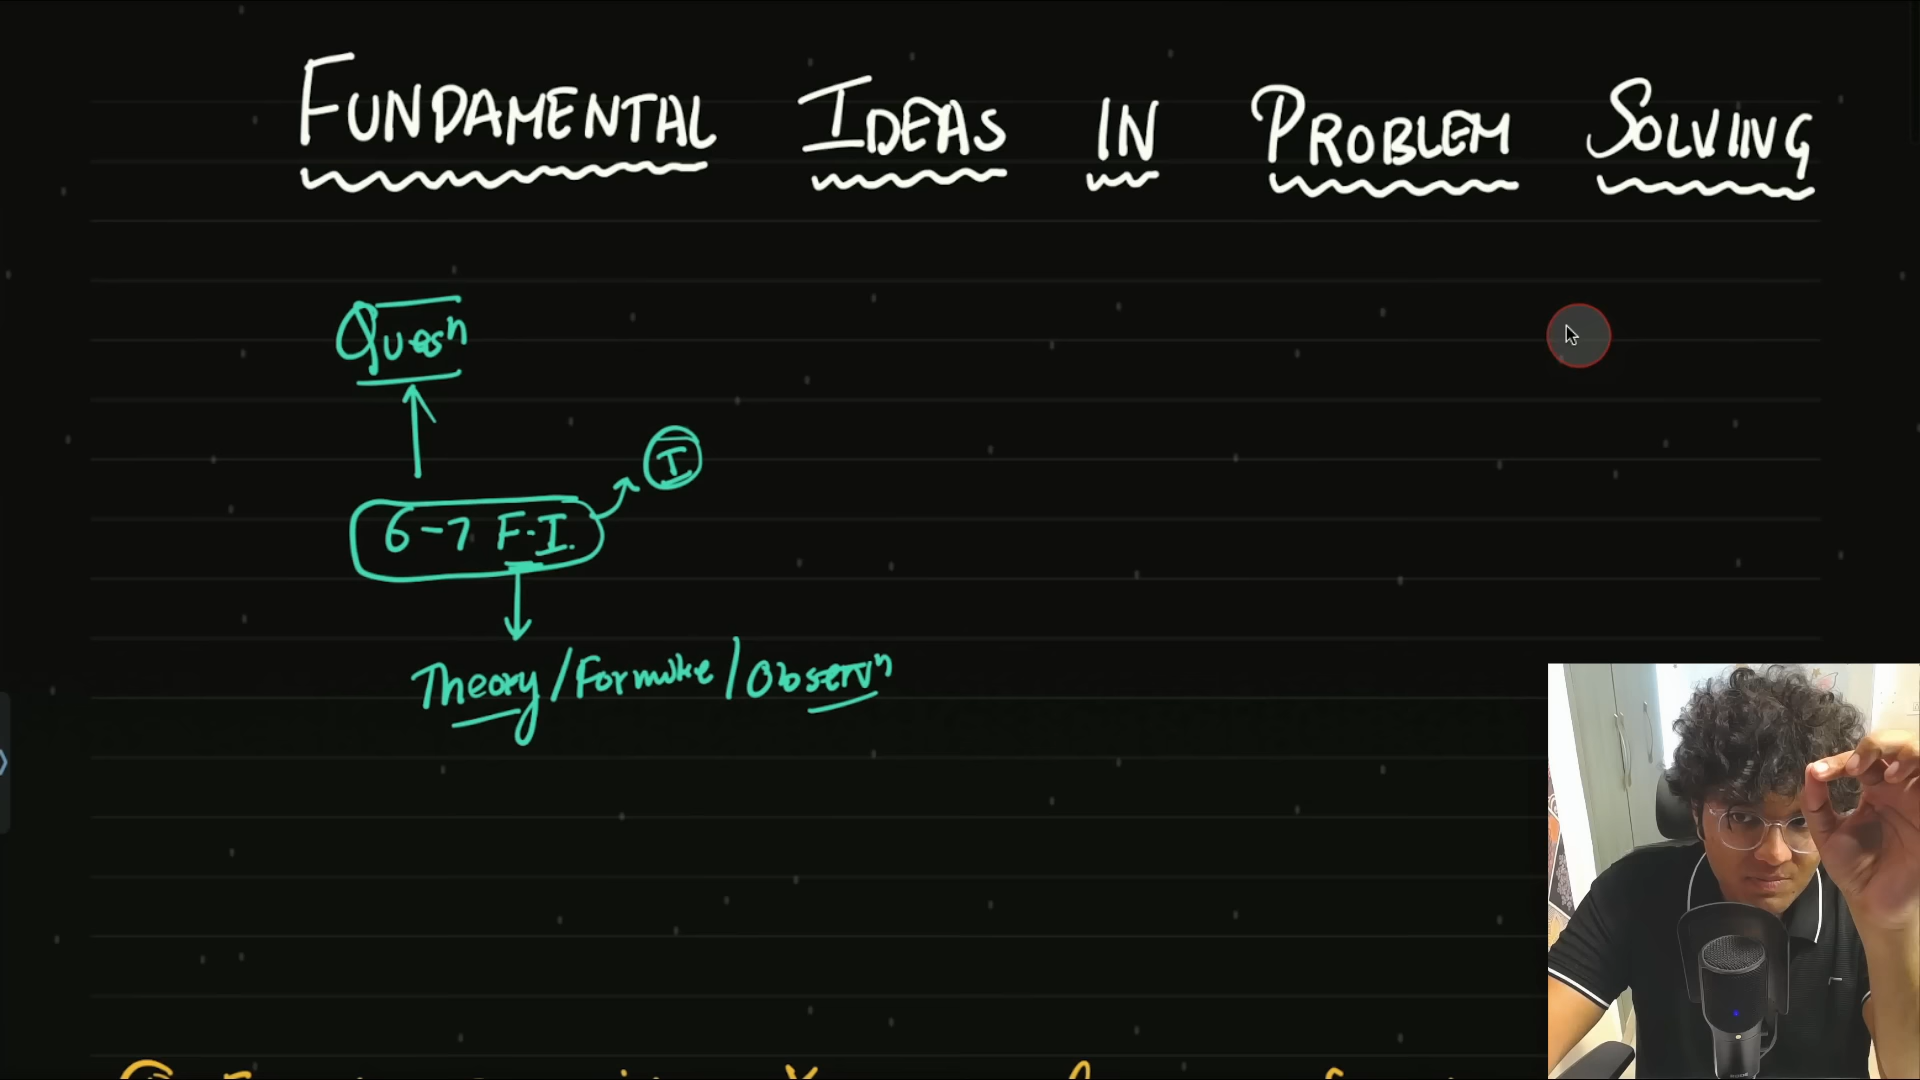 FUNDAMENTAL IDEAS IN PROBLEM SOLVING
Quesⁿ
I
6-7 F.I.
Theory/Formulae/Observⁿ